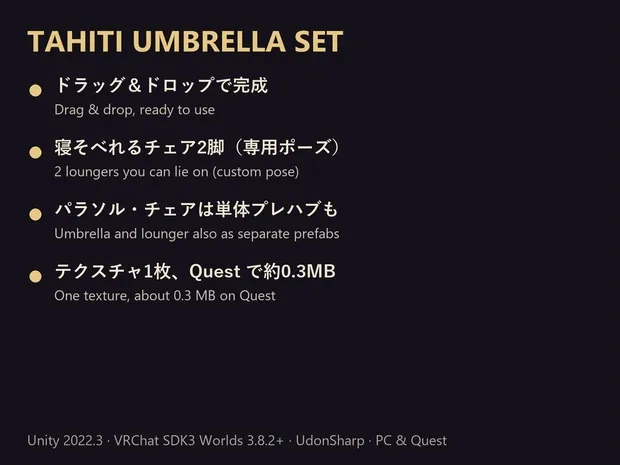 TAHITI UMBRELLA SET
ドラッグ＆ドロップで完成
Drag & drop, ready to use
寝そべれるチェア2脚（専用ポーズ）
2 loungers you can lie on (custom pose)
パラソル・チェアは単体プレハブも
Umbrella and lounger also as separate prefabs
テクスチャ1枚、Quest で約0.3MB
One texture, about 0.3 MB on Quest
Unity 2022.3 · VRChat SDK3 Worlds 3.8.2+ · UdonSharp · PC & Quest